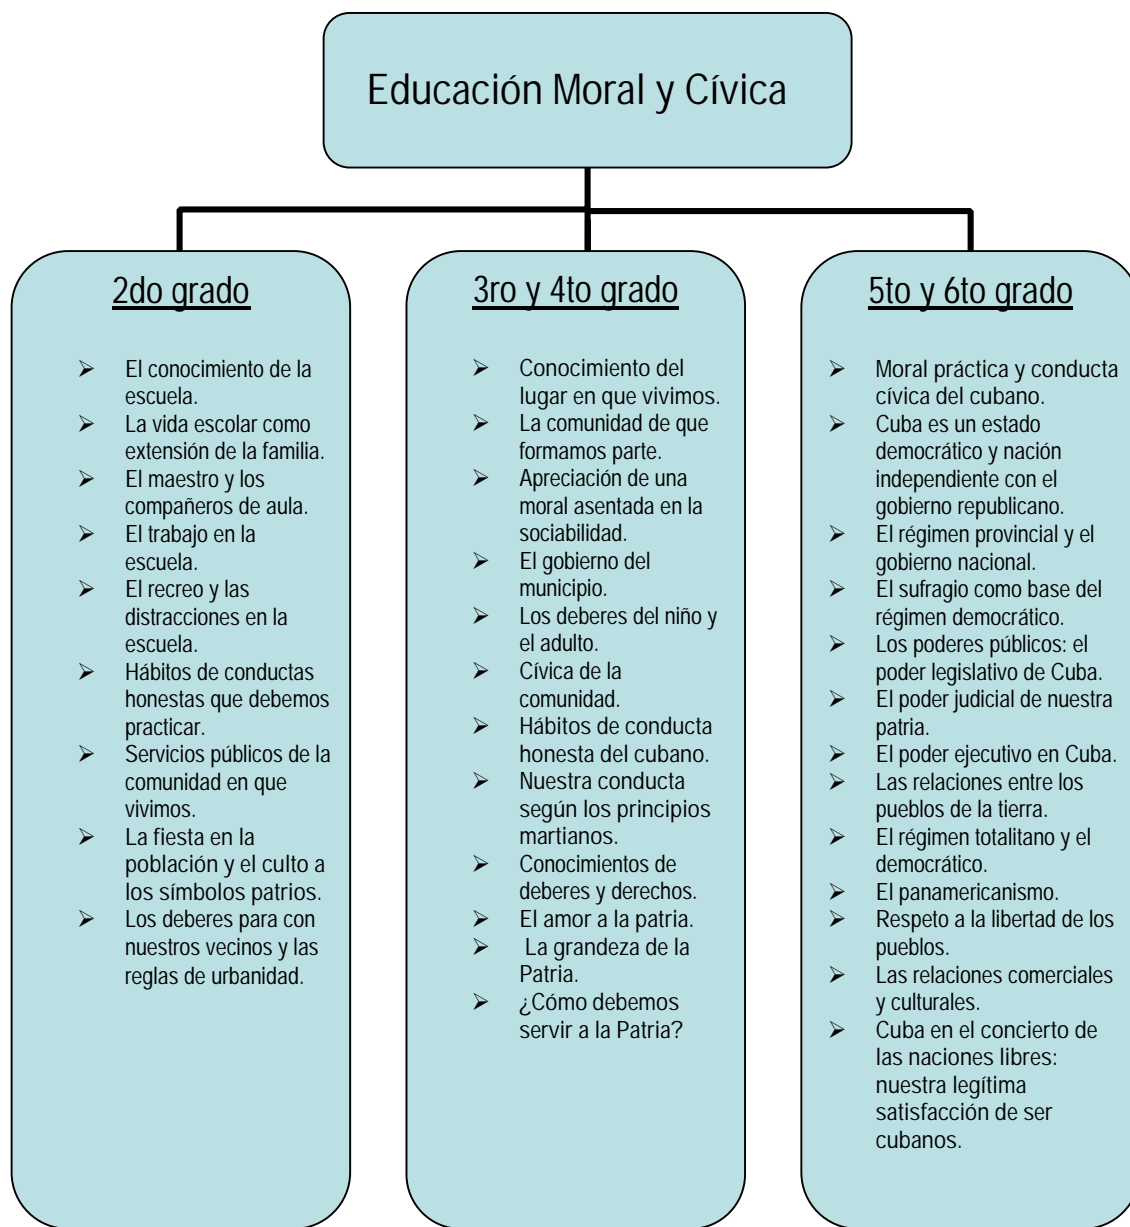 Educación Moral y Cívica
2do grado
➢ El conocimiento de la
escuela.
➢ La vida escolar como
extensión de la familia.
➢ El maestro y los
compañeros de aula.
➢ El trabajo en la
escuela.
➢ El recreo y las
distracciones en la
escuela.
➢ Hábitos de conductas
honestas que debemos
practicar.
➢ Servicios públicos de la
comunidad en que
vivimos.
➢ La fiesta en la
población y el culto a
los símbolos patrios.
➢ Los deberes para con
nuestros vecinos y las
reglas de urbanidad.
3ro y 4to grado
➢ Conocimiento del
lugar en que vivimos.
➢ La comunidad de que
formamos parte.
➢ Apreciación de una
moral asentada en la
sociabilidad.
➢ El gobierno del
municipio.
➢ Los deberes del niño y
el adulto.
➢ Cívica de la
comunidad.
➢ Hábitos de conducta
honesta del cubano.
➢ Nuestra conducta
según los principios
martianos.
➢ Conocimientos de
deberes y derechos.
➢ El amor a la patria.
➢ La grandeza de la
Patria.
➢ ¿Cómo debemos
servir a la Patria?
5to y 6to grado
➢ Moral práctica y conducta
cívica del cubano.
➢ Cuba es un estado
democrático y nación
independiente con el
gobierno republicano.
➢ El régimen provincial y el
gobierno nacional.
➢ El sufragio como base del
régimen democrático.
➢ Los poderes públicos: el
poder legislativo de Cuba.
➢ El poder judicial de nuestra
patria.
➢ El poder ejecutivo en Cuba.
➢ Las relaciones entre los
pueblos de la tierra.
➢ El régimen totalitano y el
democrático.
➢ El panamericanismo.
➢ Respeto a la libertad de los
pueblos.
➢ Las relaciones comerciales
y culturales.
➢ Cuba en el concierto de
las naciones libres:
nuestra legítima
satisfacción de ser
cubanos.